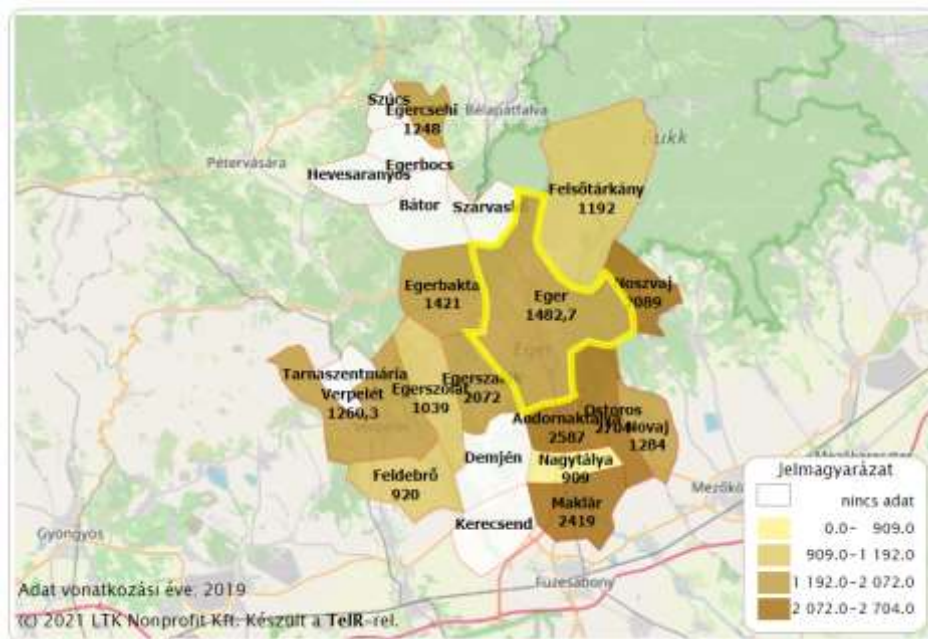 Szűcs
Egercsehi
1248
Bélapátfalva
Bükk
Pétervására
Egerbocs
Hevesaranyos
Felsőtárkány
1192
Bátor
Egerbakta
1421
Eger
1482,7
Noszvaj
2089
Eger
Tarnaszentmária
Verpelét
1260,3
Egerszólát
1039
2072
Ostoros
Andornaktálya
2704
2587
Novaj
1284
Demjén
Nagytálya
909
Feldebrő
920
Maklár
2419
Kerecsend
Gyöngyös
Füzesabony
Jelmagyarázat
nincs adat
0.0- 909.0
909.0-1 192.0
1 192.0-2 072.0
2 072.0-2 704.0
Adat vonatkozási éve: 2019
(c) 2021 LTK Nonprofit Kft. Készült a TeIR-rel.